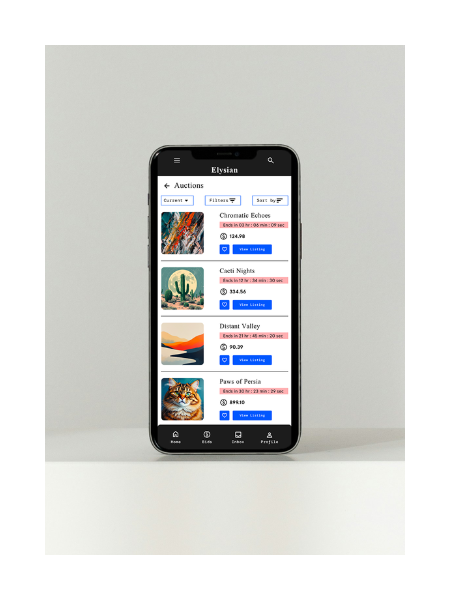 Elysian
Auctions
Current
Filters
Sort by
Chromatic Echoes
Ends in 03 hr : 06 min : 09 sec
124.98
View Listing
Cacti Nights
Ends in 12 hr : 34 min : 30 sec
334.56
View Listing
Distant Valley
Ends in 21 hr : 45 min : 20 sec
90.39
View Listing
Paws of Persia
Ends in 30 hr : 23 min : 29 sec
899.10
View Listing
Home
Bids
Inbox
Profile